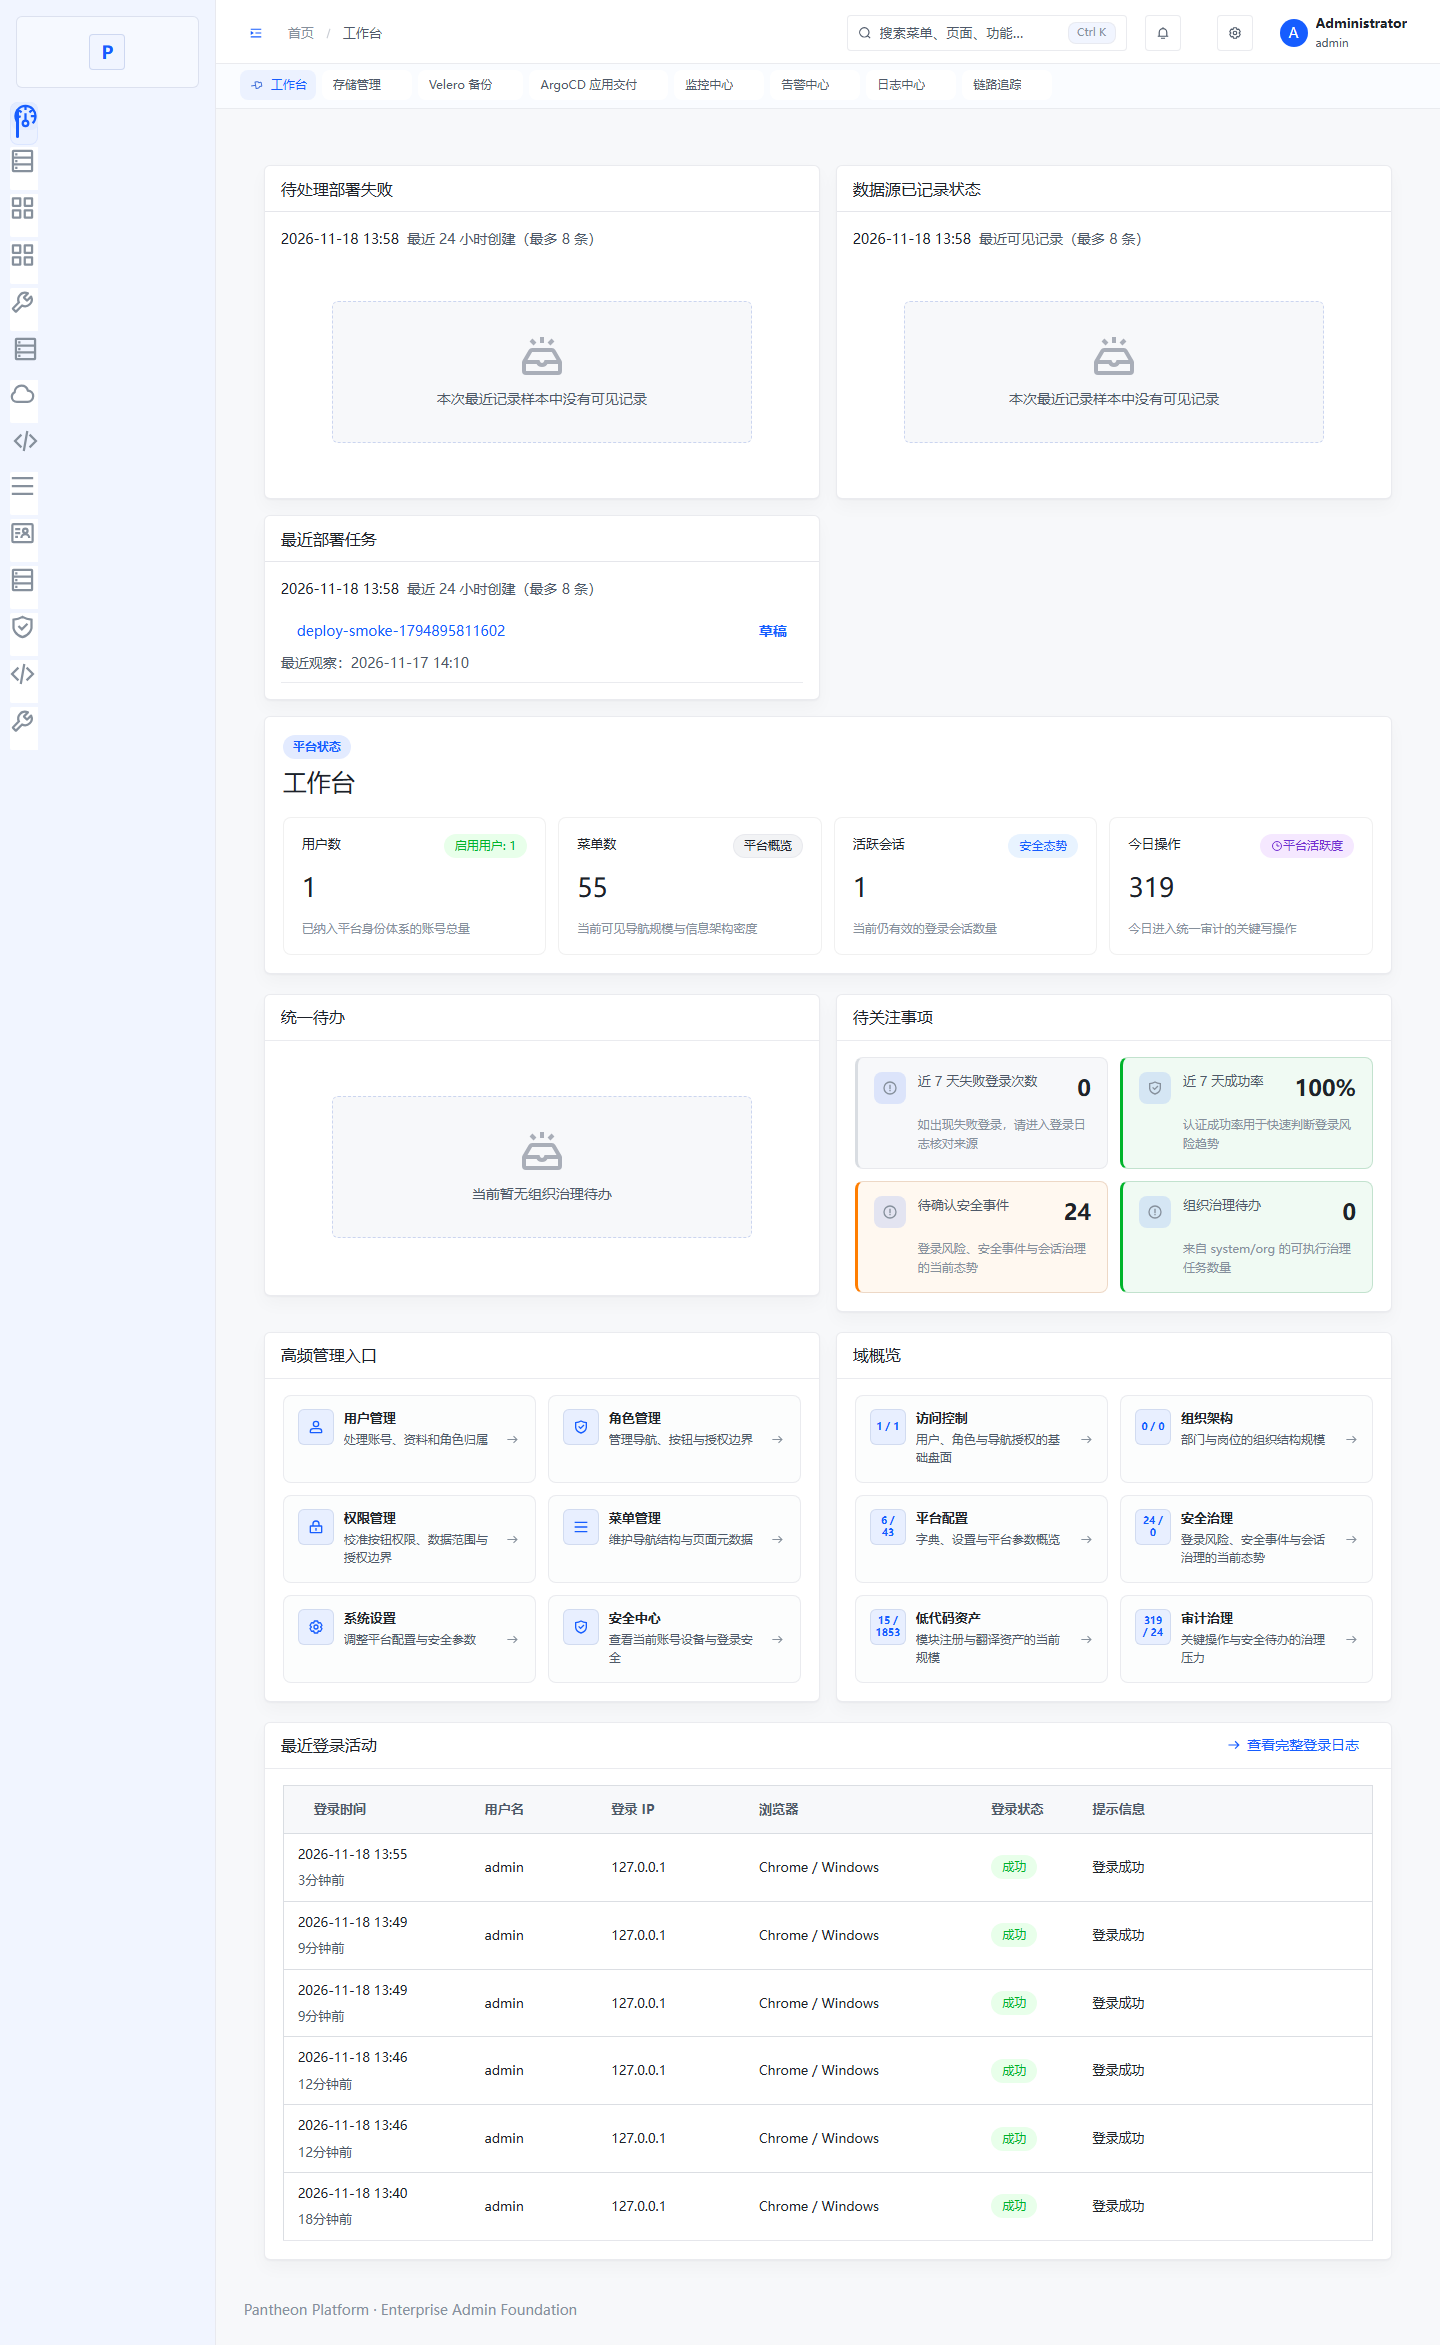 P
首页 / 工作台
搜索菜单、页面、功能... Ctrl K
A
Administrator
admin
工作台
存储管理
Velero 备份
ArgoCD 应用交付
监控中心
告警中心
日志中心
链路追踪
待处理部署失败
2026-11-18 13:58 最近 24 小时创建（最多 8 条）
本次最近记录样本中没有可见记录
数据源已记录状态
2026-11-18 13:58 最近可见记录（最多 8 条）
本次最近记录样本中没有可见记录
最近部署任务
2026-11-18 13:58 最近 24 小时创建（最多 8 条）
deploy-smoke-1794895811602 草稿
最近观察：2026-11-17 14:10
平台状态
工作台
用户数 启用用户: 1
1
已纳入平台身份体系的账号总量
菜单数 平台概览
55
当前可见导航规模与信息架构密度
活跃会话 安全态势
1
当前仍有效的登录会话数量
今日操作 平台活跃度
319
今日进入统一审计的关键写操作
统一待办
当前暂无组织治理待办
待关注事项
近 7 天失败登录次数 0
如出现失败登录，请进入登录日
志核对来源
近 7 天成功率 100%
认证成功率用于快速判断登录风
险趋势
待确认安全事件 24
登录风险、安全事件与会话治理
的当前态势
组织治理待办 0
来自 system/org 的可执行治理
任务数量
高频管理入口
用户管理
处理账号、资料和角色归属
角色管理
管理导航、按钮与授权边界
权限管理
校准按钮权限、数据范围与
授权边界
菜单管理
维护导航结构与页面元数据
系统设置
调整平台配置与安全参数
安全中心
查看当前账号设备与登录安
全
域概览
1 / 1
访问控制
用户、角色与导航授权的基
础盘面
0 / 0
组织架构
部门与岗位的组织结构规模
6 /
43
平台配置
字典、设置与平台参数概览
24 /
0
安全治理
登录风险、安全事件与会话
治理的当前态势
15 /
1853
低代码资产
模块注册与翻译资产的当前
规模
319
/ 24
审计治理
关键操作与安全待办的治理
压力
最近登录活动
查看完整登录日志
登录时间 用户名 登录 IP 浏览器 登录状态 提示信息
2026-11-18 13:55
3分钟前
admin 127.0.0.1 Chrome / Windows 成功 登录成功
2026-11-18 13:49
9分钟前
admin 127.0.0.1 Chrome / Windows 成功 登录成功
2026-11-18 13:49
9分钟前
admin 127.0.0.1 Chrome / Windows 成功 登录成功
2026-11-18 13:46
12分钟前
admin 127.0.0.1 Chrome / Windows 成功 登录成功
2026-11-18 13:46
12分钟前
admin 127.0.0.1 Chrome / Windows 成功 登录成功
2026-11-18 13:40
18分钟前
admin 127.0.0.1 Chrome / Windows 成功 登录成功
Pantheon Platform · Enterprise Admin Foundation